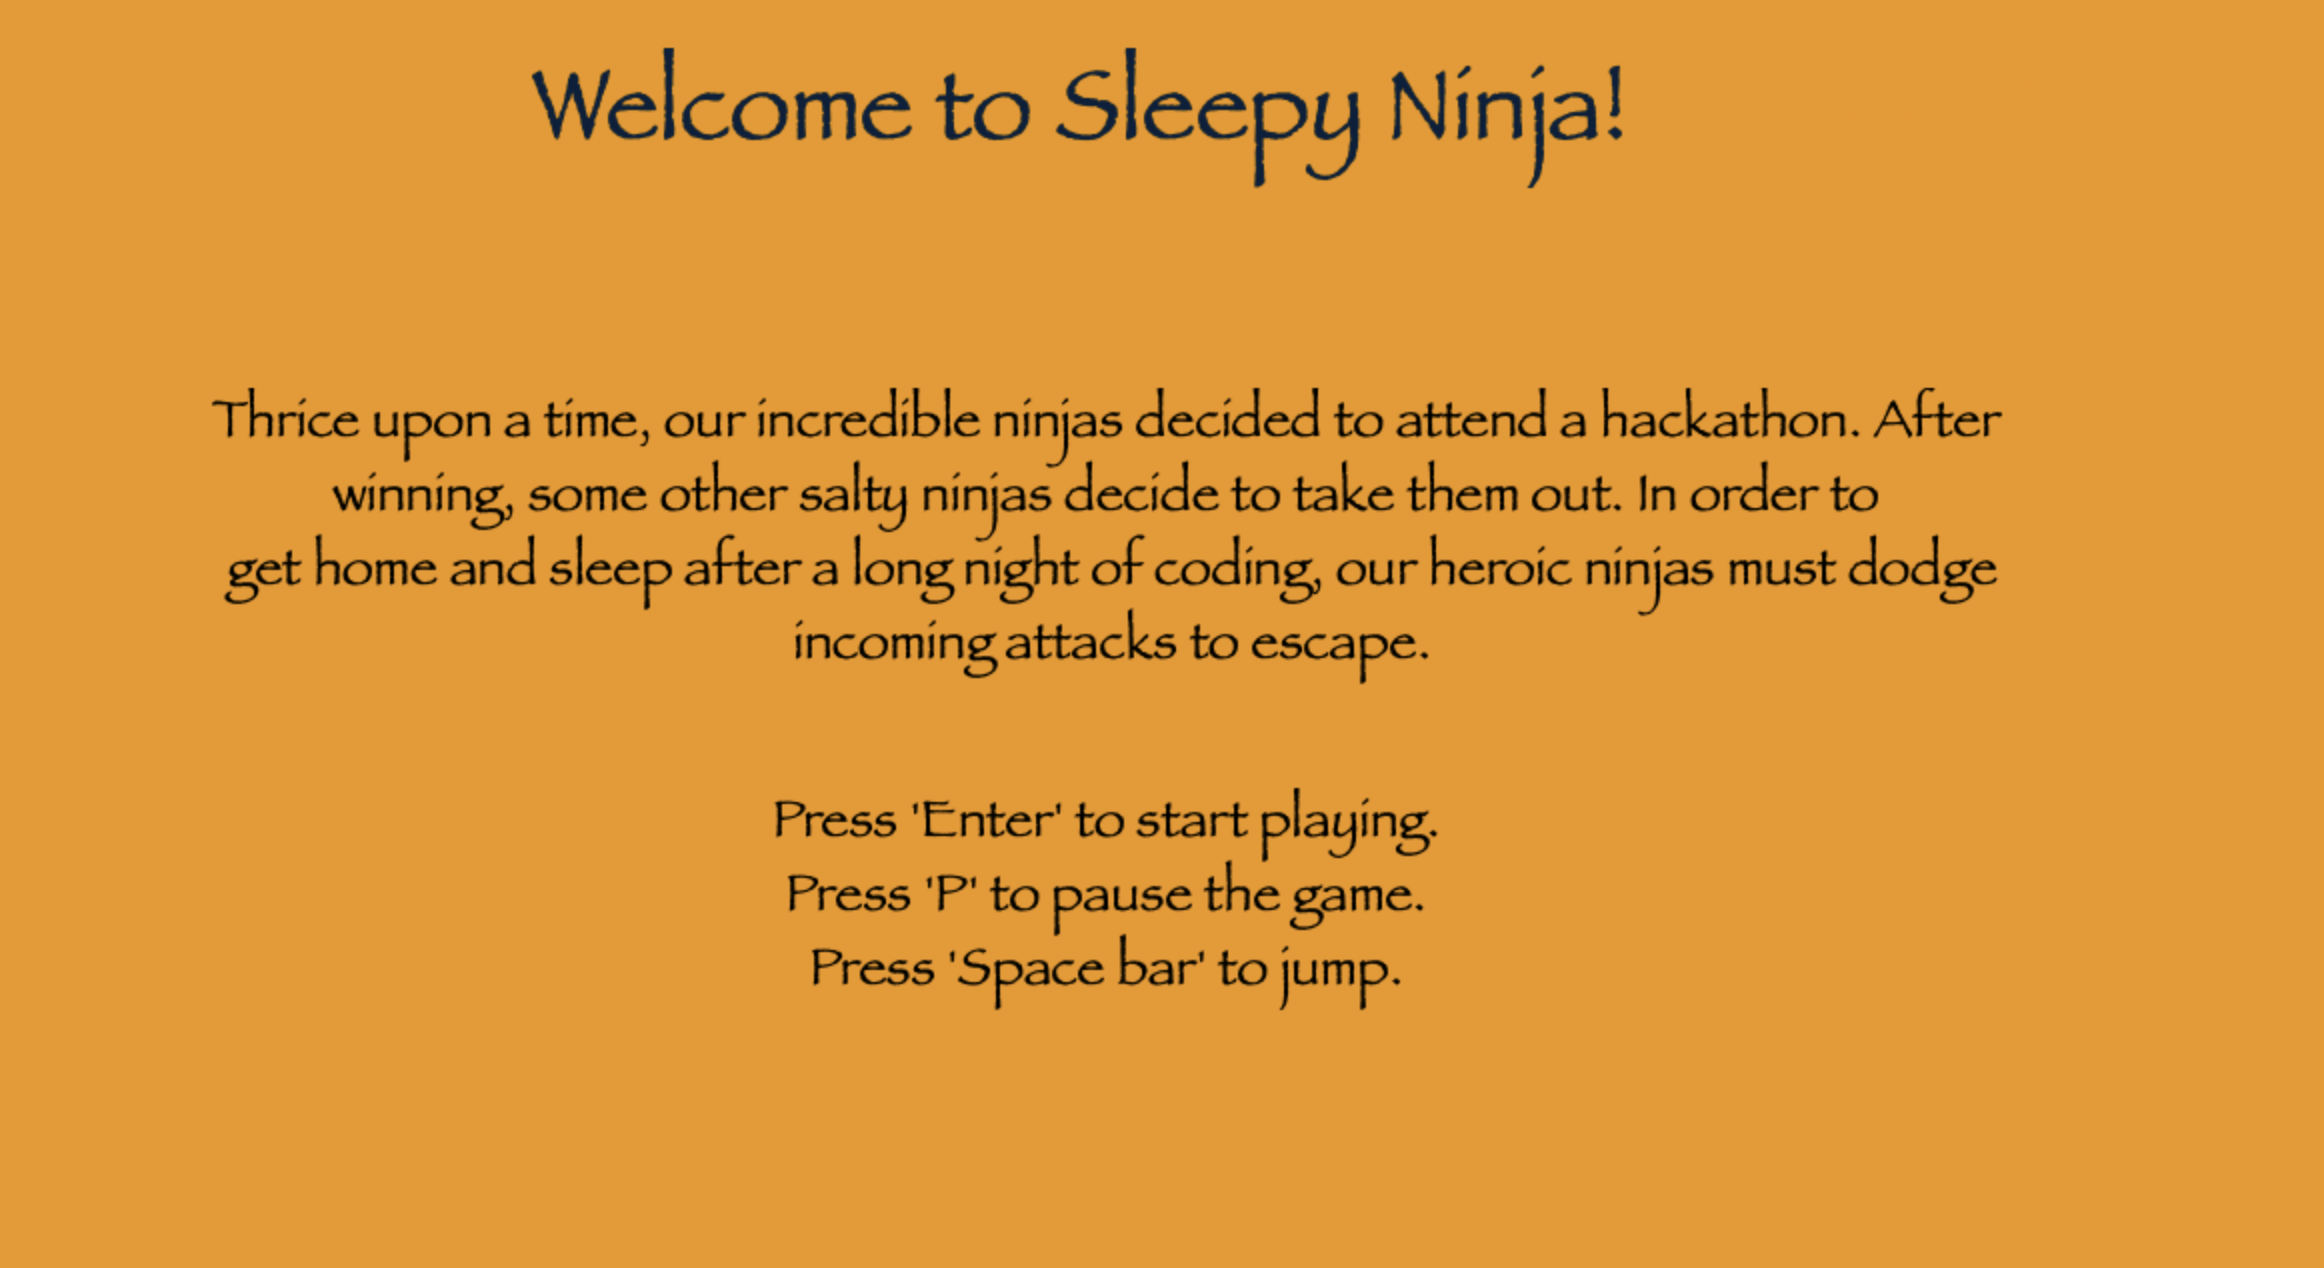 Welcome to Sleepy Ninja!
Thrice upon a time, our incredible ninjas decided to attend a hackathon. After
winning, some other salty ninjas decide to take them out. In order to
get home and sleep after a long night of coding, our heroic ninjas must dodge
incoming attacks to escape.
Press 'Enter' to start playing.
Press 'P' to pause the game.
Press 'Space bar' to jump.